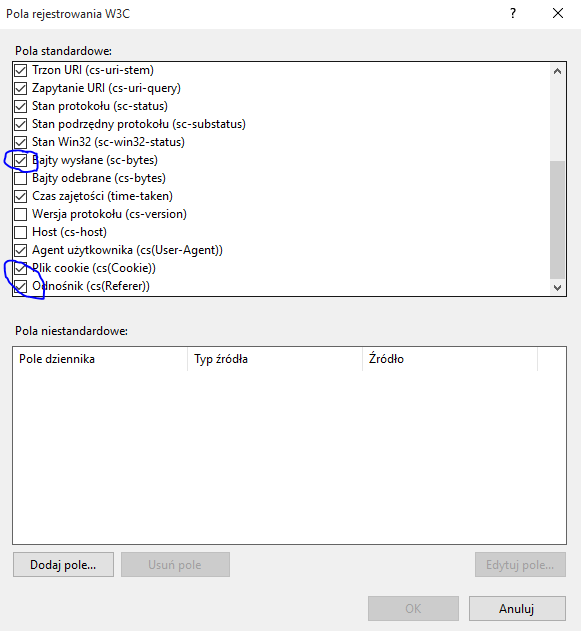 Pola rejestrowania W3C
Pola standardowe:
Trzon URI (cs-uri-stem)
Zapytanie URI (cs-uri-query)
Stan protokołu (sc-status)
Stan podrzędny protokołu (sc-substatus)
Stan Win32 (sc-win32-status)
Bajty wysłane (sc-bytes)
Bajty odebrane (cs-bytes)
Czas zajętości (time-taken)
Wersja protokołu (cs-version)
Host (cs-host)
Agent użytkownika (cs(User-Agent))
Plik cookie (cs(Cookie))
Odnośnik (cs(Referer))
Pola niestandardowe:
Pole dziennika Typ źródła Źródło
Dodaj pole... Usuń pole Edytuj pole...
OK Anuluj